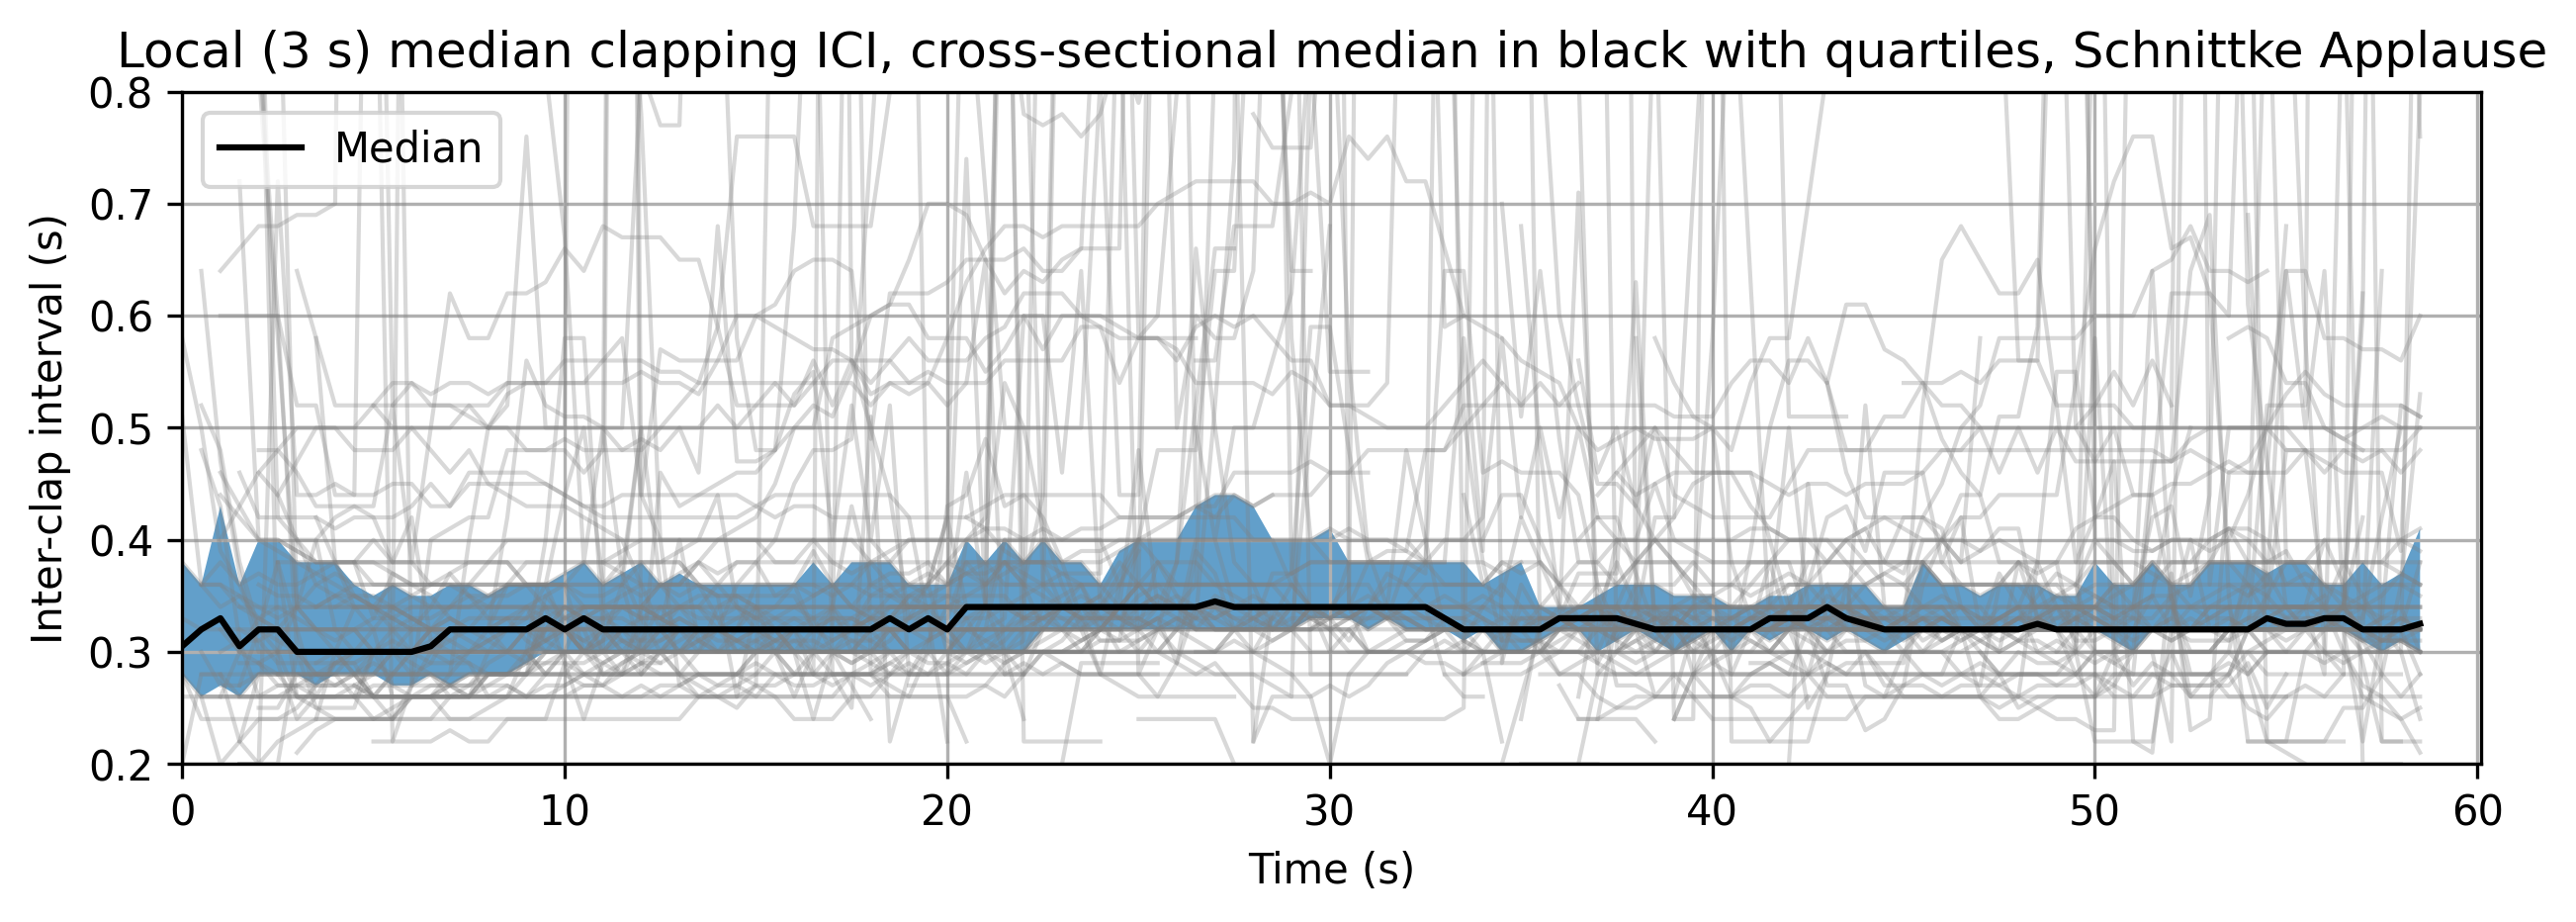 Local (3 s) median clapping ICI, cross-sectional median in black with quartiles, Schnittke Applause
0.8
0.7
0.6
0.5
0.4
0.3
0.2
Inter-clap interval (s)
Median
0 10 20 30 40 50 60
Time (s)